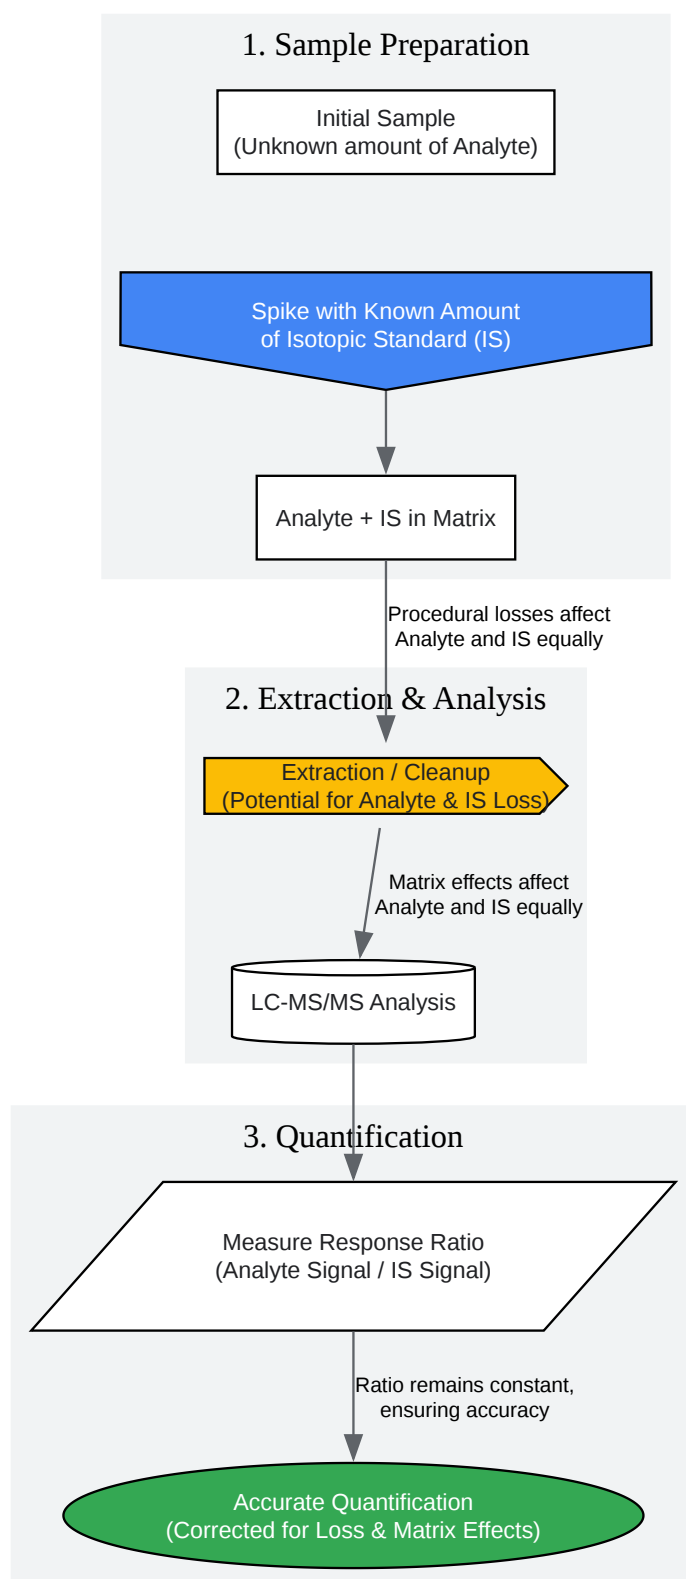 1. Sample Preparation
Initial Sample
(Unknown amount of Analyte)
Spike with Known Amount
of Isotopic Standard (IS)
Analyte + IS in Matrix
Procedural losses affect
Analyte and IS equally
2. Extraction & Analysis
Extraction / Cleanup
(Potential for Analyte & IS Loss)
Matrix effects affect
Analyte and IS equally
LC-MS/MS Analysis
3. Quantification
Measure Response Ratio
(Analyte Signal / IS Signal)
Ratio remains constant,
ensuring accuracy
Accurate Quantification
(Corrected for Loss & Matrix Effects)